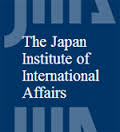 The Japan
Institute of
International
Affairs